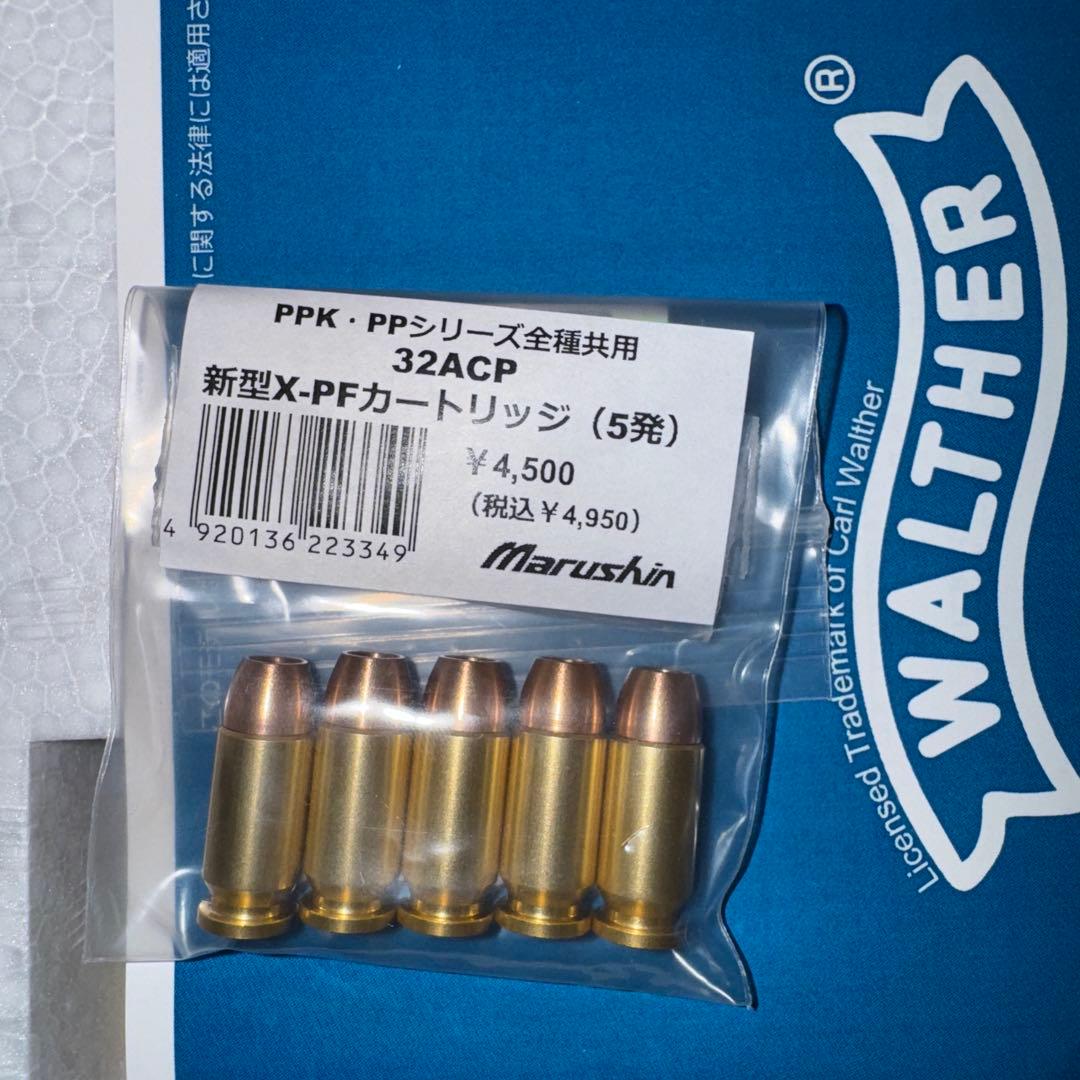 PPK・PPシリーズ全種共用
32ACP
新型X-PFカートリッジ（5発）
￥4,500
（税込￥4,950）
4 920136 223349
Marushin
に関する法律には適用さ
WALTHER
®
Licensed Trademark of Carl Walther